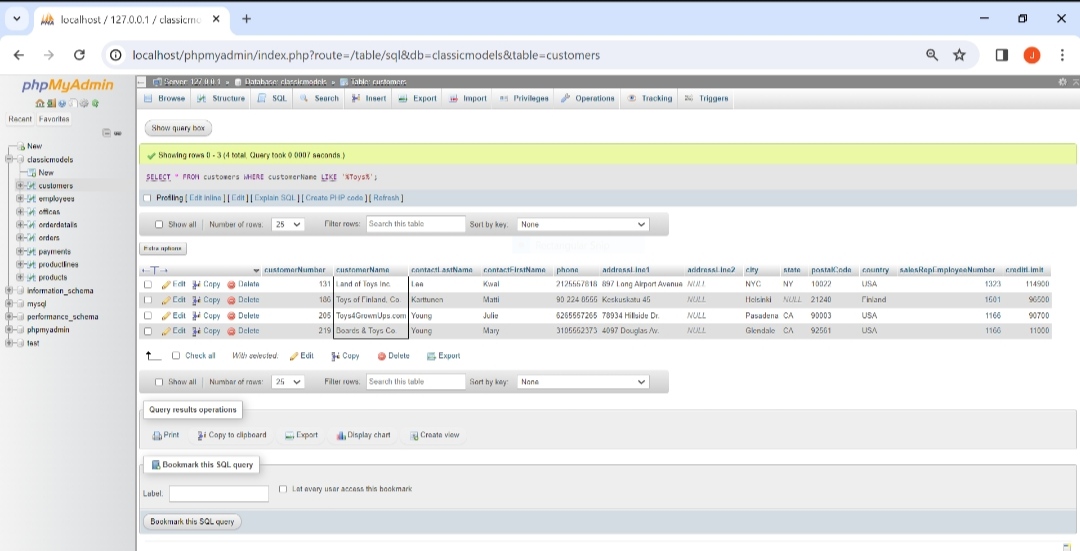 localhost / 127.0.0.1 / classicmo
localhost/phpmyadmin/index.php?route=/table/sql&db=classicmodels&table=customers
J
phpMyAdmin
Recent Favorites
New
classicmodels
New
customers
employees
offices
orderdetails
orders
payments
productlines
products
information_schema
mysql
performance_schema
phpmyadmin
test
Server: 127.0.0.1 » Database: classicmodels » Table: customers
Browse Structure SQL Search Insert Export Import Privileges Operations Tracking Triggers
Show query box
Showing rows 0 - 3 (4 total, Query took 0.0007 seconds.)
SELECT * FROM customers WHERE customerName LIKE '%Toys%';
Profiling [ Edit inline ] [ Edit ] [ Explain SQL ] [ Create PHP code ] [ Refresh ]
Show all Number of rows: 25 Filter rows: Search this table Sort by key: None
Extra options
←T→ customerNumber customerName contactLastName contactFirstName phone addressLine1 addressLine2 city state postalCode country salesRepEmployeeNumber creditLimit
Edit Copy Delete 131 Land of Toys Inc. Lee Kwai 2125557818 897 Long Airport Avenue NULL NYC NY 10022 USA 1323 114900
Edit Copy Delete 186 Toys of Finland, Co. Karttunen Matti 90-224 8555 Keskuskatu 45 NULL Helsinki NULL 21240 Finland 1501 96500
Edit Copy Delete 205 Toys4GrownUps.com Young Julie 6265557265 78934 Hillside Dr. NULL Pasadena CA 90003 USA 1166 90700
Edit Copy Delete 219 Boards & Toys Co. Young Mary 3105552373 4097 Douglas Av. NULL Glendale CA 92561 USA 1166 11000
Check all With selected: Edit Copy Delete Export
Show all Number of rows: 25 Filter rows: Search this table Sort by key: None
Query results operations
Print Copy to clipboard Export Display chart Create view
Bookmark this SQL query
Label: Let every user access this bookmark
Bookmark this SQL query